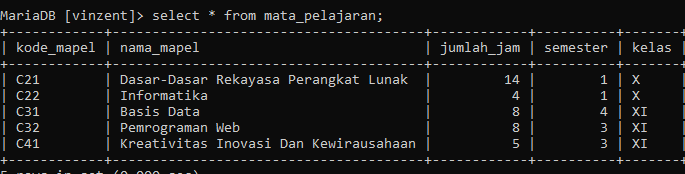 MariaDB [vinzent]> select * from mata_pelajaran;
+------------+------------------------------------+------------+----------+-------+
| kode_mapel | nama_mapel | jumlah_jam | semester | kelas |
+------------+------------------------------------+------------+----------+-------+
| C21 | Dasar-Dasar Rekayasa Perangkat Lunak | 14 | 1 | X |
| C22 | Informatika | 4 | 1 | X |
| C31 | Basis Data | 8 | 4 | XI |
| C32 | Pemrograman Web | 8 | 3 | XI |
| C41 | Kreativitas Inovasi Dan Kewirausahaan | 5 | 3 | XI |
+------------+------------------------------------+------------+----------+-------+
5 rows in set (0.000 sec)